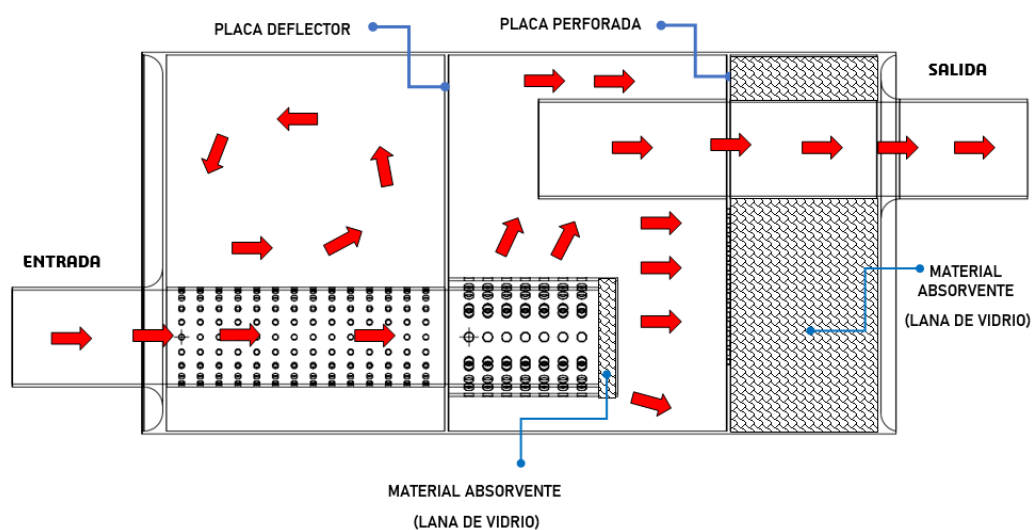 PLACA DEFLECTOR
PLACA PERFORADA
SALIDA
ENTRADA
MATERIAL
ABSORVENTE
(LANA DE VIDRIO)
MATERIAL ABSORVENTE
(LANA DE VIDRIO)